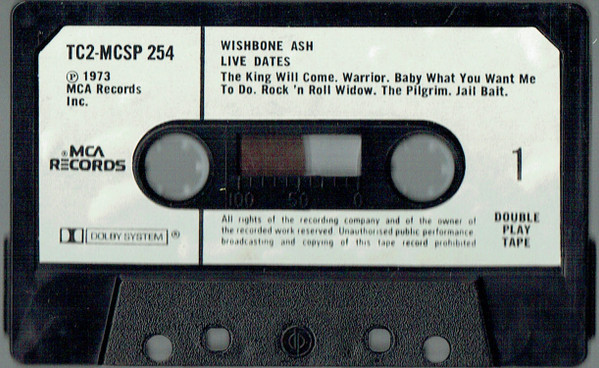 TC2-MCSP 254
℗ 1973
MCA Records
Inc.
WISHBONE ASH
LIVE DATES
The King Will Come. Warrior. Baby What You Want Me
To Do. Rock 'n Roll Widow. The Pilgrim. Jail Bait.
MCA
RECORDS
100 50 0
1
DOLBY SYSTEM ®
All rights of the recording company and of the owner of
the recorded work reserved. Unauthorised public performance
broadcasting and copying of this tape record prohibited
DOUBLE
PLAY
TAPE